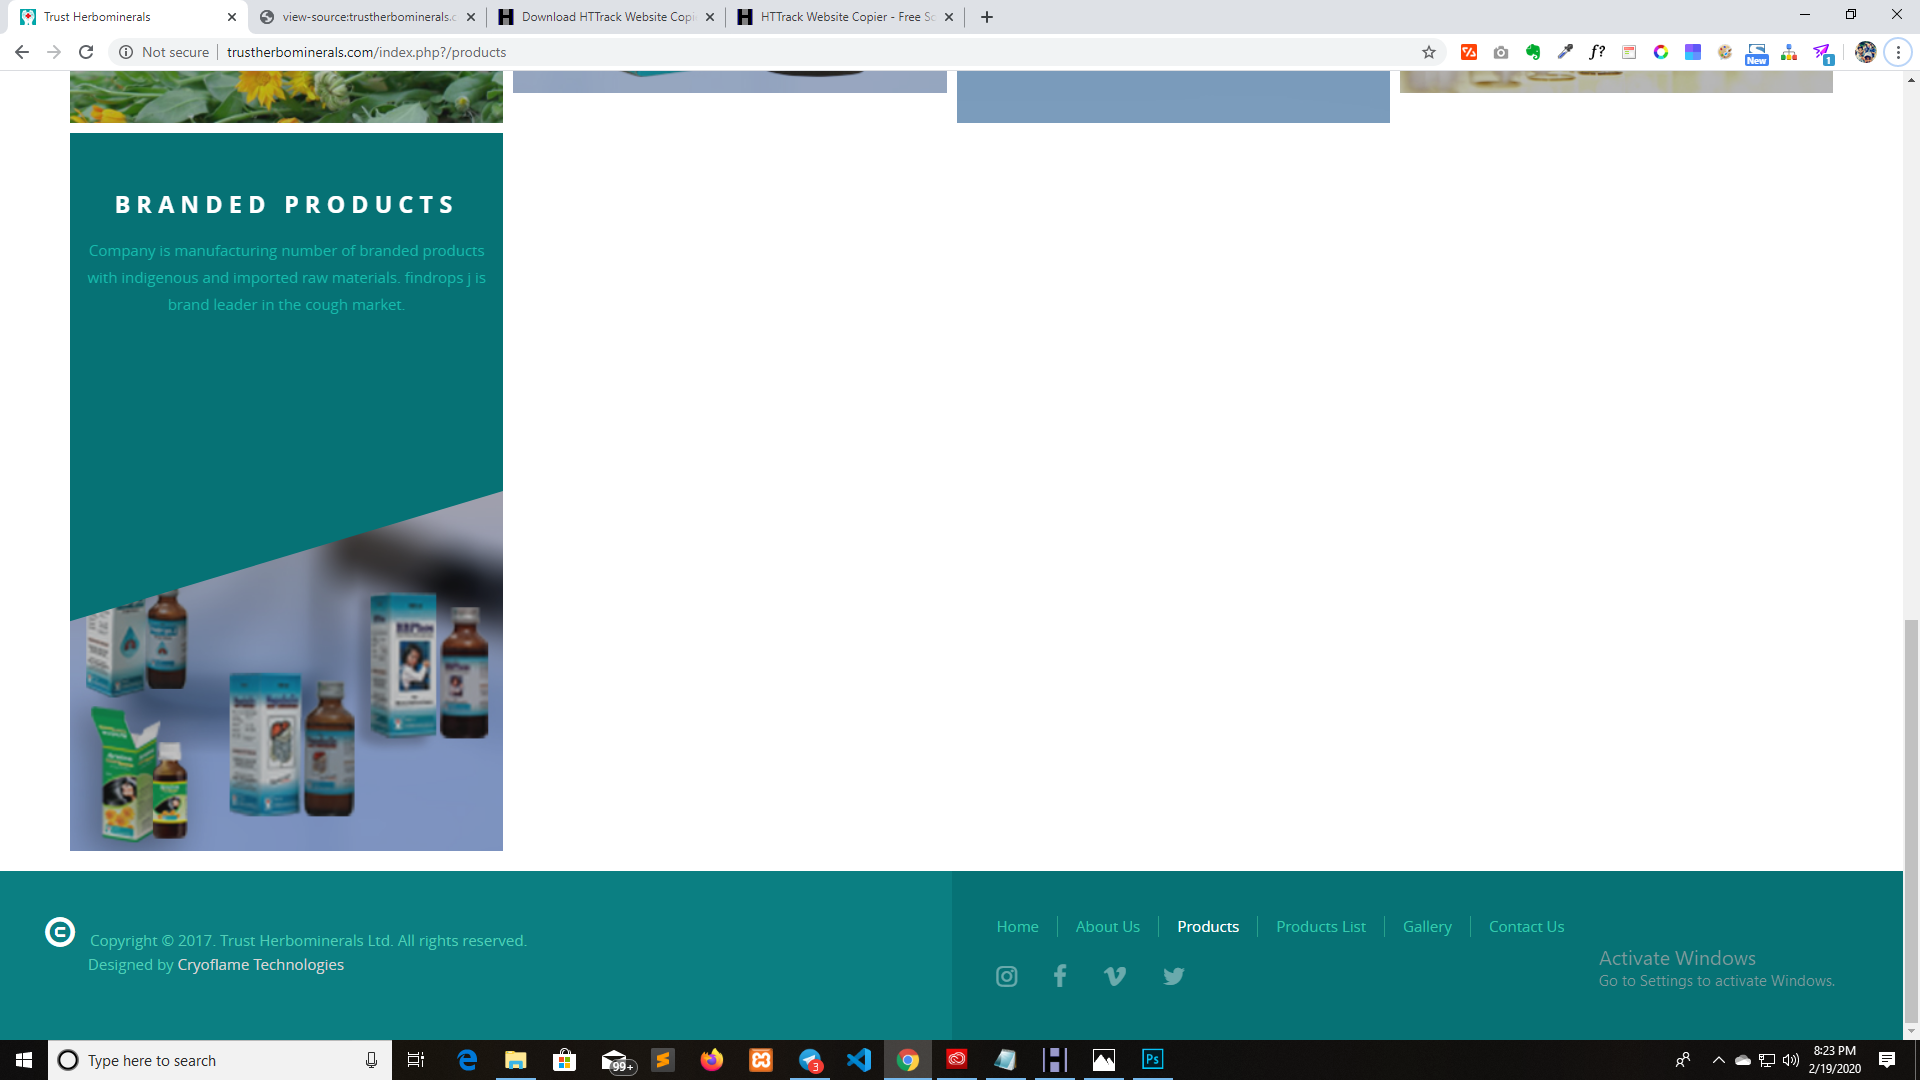 Trust Herbominerals
view-source:trustherbominerals.c
Download HTTrack Website Copi
HTTrack Website Copier - Free So
Not secure
trustherbominerals.com/index.php?/products
f?
New
1
BRANDED PRODUCTS
Company is manufacturing number of branded products
with indigenous and imported raw materials. findrops j is
brand leader in the cough market.
Home
About Us
Products
Products List
Gallery
Contact Us
Copyright © 2017. Trust Herbominerals Ltd. All rights reserved.
Designed by Cryoflame Technologies
Activate Windows
Go to Settings to activate Windows.
Type here to search
99+
3
Ps
8:23 PM
2/19/2020